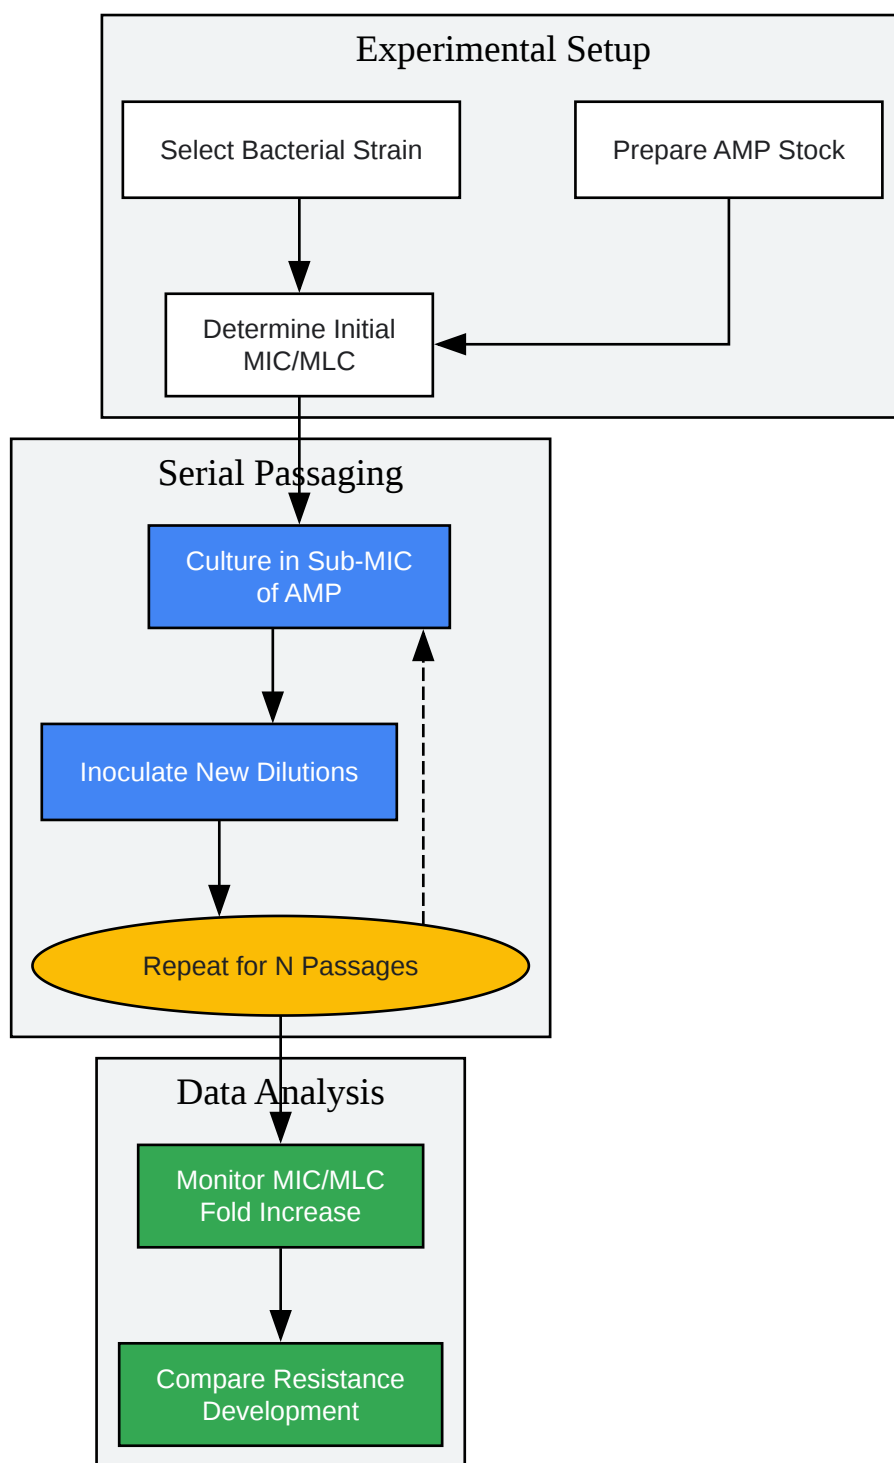 Experimental Setup
Select Bacterial Strain
Prepare AMP Stock
Determine Initial
MIC/MLC
Serial Passaging
Culture in Sub-MIC
of AMP
Inoculate New Dilutions
Repeat for N Passages
Data Analysis
Monitor MIC/MLC
Fold Increase
Compare Resistance
Development